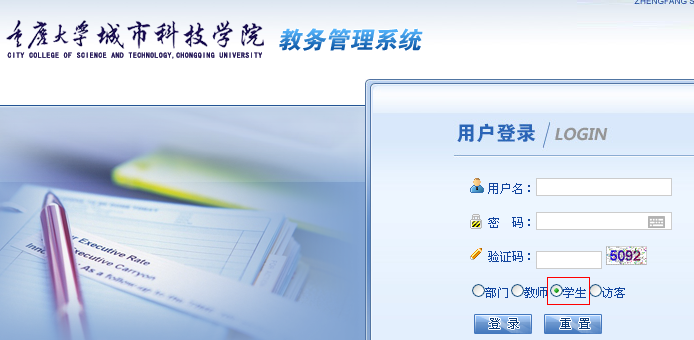 ZHENGFANG S
重庆大学城市科技学院 教务管理系统
CITY COLLEGE OF SCIENCE AND TECHNOLOGY,CHONGQING UNIVERSITY
用户登录 / LOGIN
用户名：
密 码：
验证码： 5092
部门 教师 学生 访客
登 录 重 置
Executive Rate
Executive Carryon
As a follow-up to the